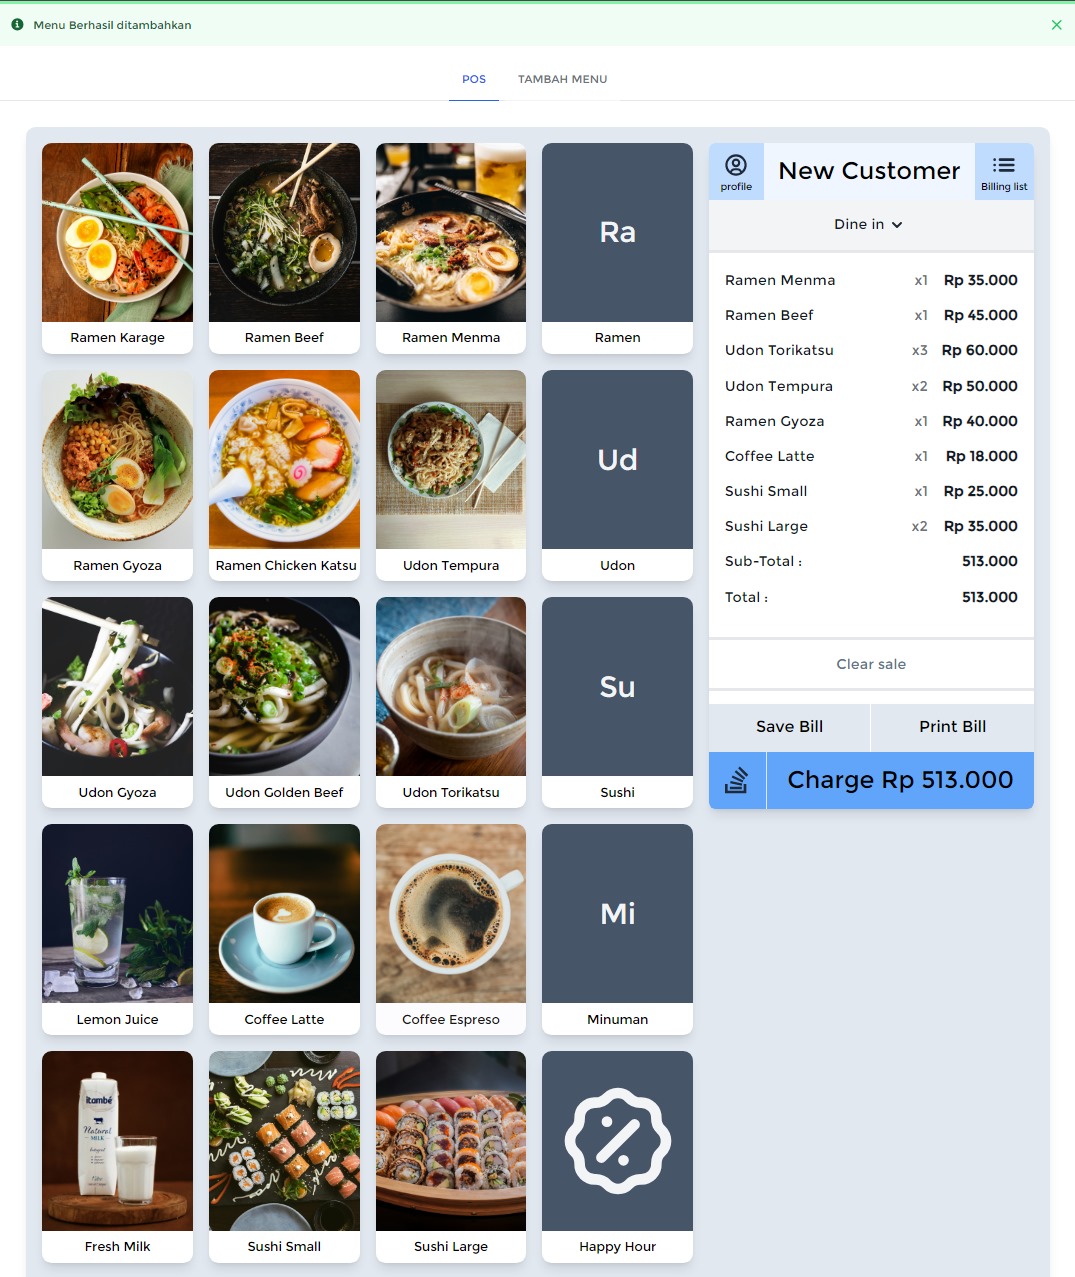 Menu Berhasil ditambahkan
POS TAMBAH MENU
Ramen Karage
Ramen Beef
Ramen Menma
Ra
Ramen
Ramen Gyoza
Ramen Chicken Katsu
Udon Tempura
Ud
Udon
Udon Gyoza
Udon Golden Beef
Udon Torikatsu
Su
Sushi
Lemon Juice
Coffee Latte
Coffee Espreso
Mi
Minuman
itambé
Natural
MILK
Fresh Milk
Sushi Small
Sushi Large
Happy Hour
profile
New Customer
Billing list
Dine in
Ramen Menma x1 Rp 35.000
Ramen Beef x1 Rp 45.000
Udon Torikatsu x3 Rp 60.000
Udon Tempura x2 Rp 50.000
Ramen Gyoza x1 Rp 40.000
Coffee Latte x1 Rp 18.000
Sushi Small x1 Rp 25.000
Sushi Large x2 Rp 35.000
Sub-Total : 513.000
Total : 513.000
Clear sale
Save Bill Print Bill
Charge Rp 513.000